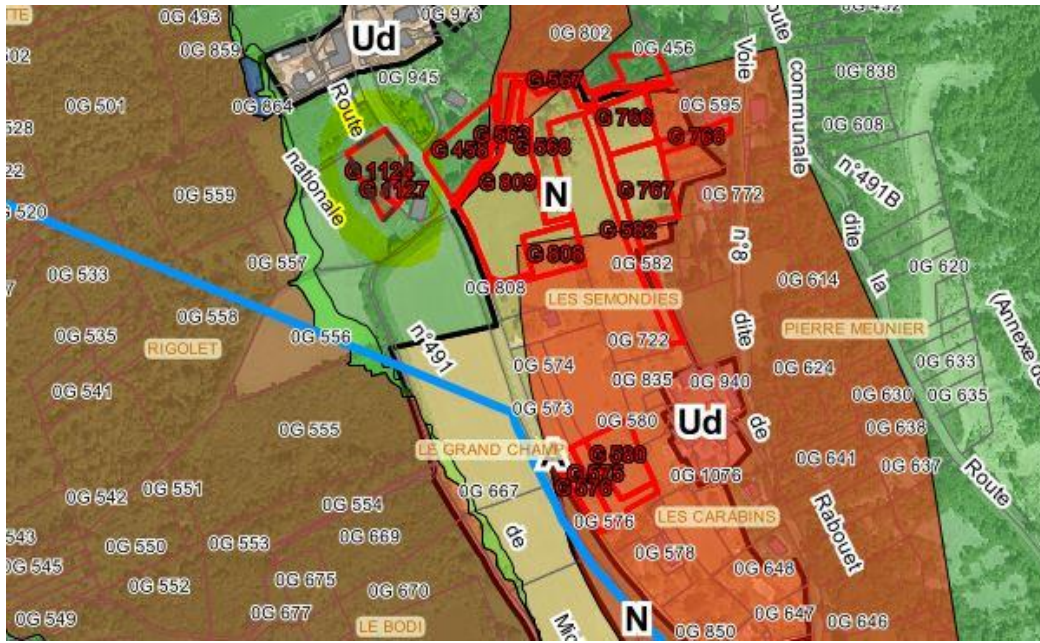 TTE
0G 493
0G 973
Ud
0G 802
0G 456
Voie
communale
0G 859
0G 838
0G 945
G 567
0G 501
0G 864
Route
G 766
0G 595
0G 608
G 563
G 568
G 768
G 458
n°491B
nationale
G 1124
G 1127
G 809
N
G 767
0G 772
dite
0G 559
G 582
n°8
0G 557
G 808
0G 582
0G 620
0G 533
0G 808
0G 614
la
(Annexe de
LES SEMONDIES
0G 558
dite
PIERRE MEUNIER
0G 535
RIGOLET
0G 556
n°491
0G 722
0G 633
0G 574
0G 624
0G 541
0G 835
0G 940
0G 630
0G 635
0G 573
0G 555
0G 580
Ud
de
0G 638
LE GRAND CHAMP
A
G 580
0G 641
0G 637
Route
G 575
0G 1076
0G 551
0G 667
G 576
0G 542
0G 554
LES CARABINS
Rabouet
0G 576
0G 550
0G 553
0G 669
de
0G 578
0G 648
0G 552
0G 675
0G 670
0G 549
0G 677
LE BODI
N
0G 647
0G 646
0G 850